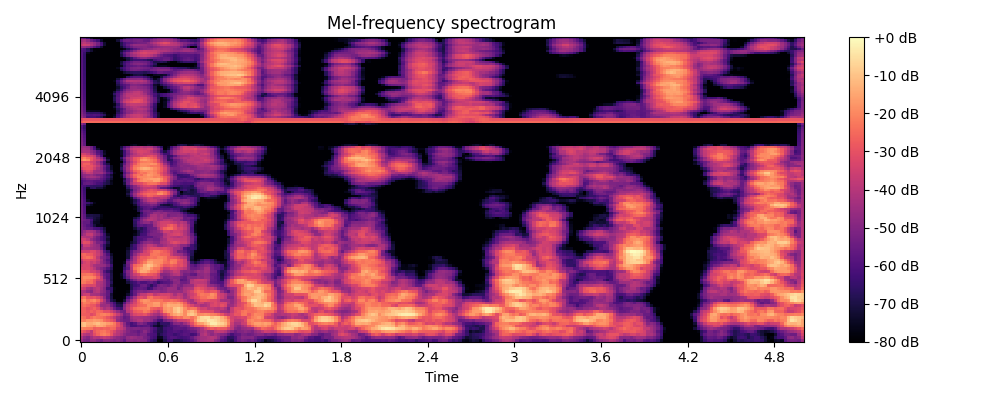 Mel-frequency spectrogram
+0 dB
4096
-10 dB
-20 dB
2048
-30 dB
Hz
-40 dB
1024
-50 dB
512
-60 dB
-70 dB
0
-80 dB
0 0.6 1.2 1.8 2.4 3 3.6 4.2 4.8
Time